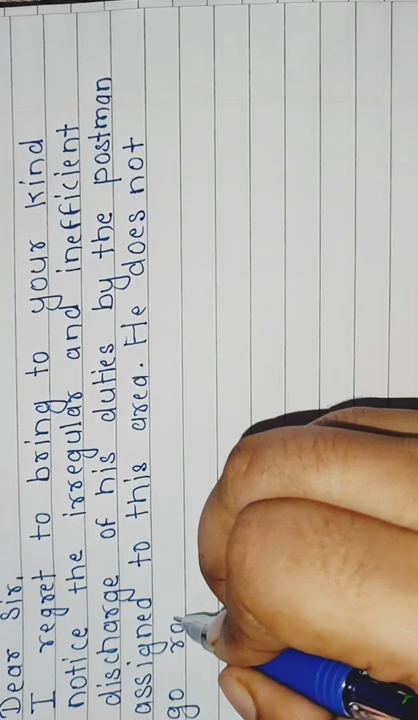 Dear Sir,
I regret to bring to your kind
notice the irregular and inefficient
discharge of his duties by the postman
assigned to this area. He does not
go ro